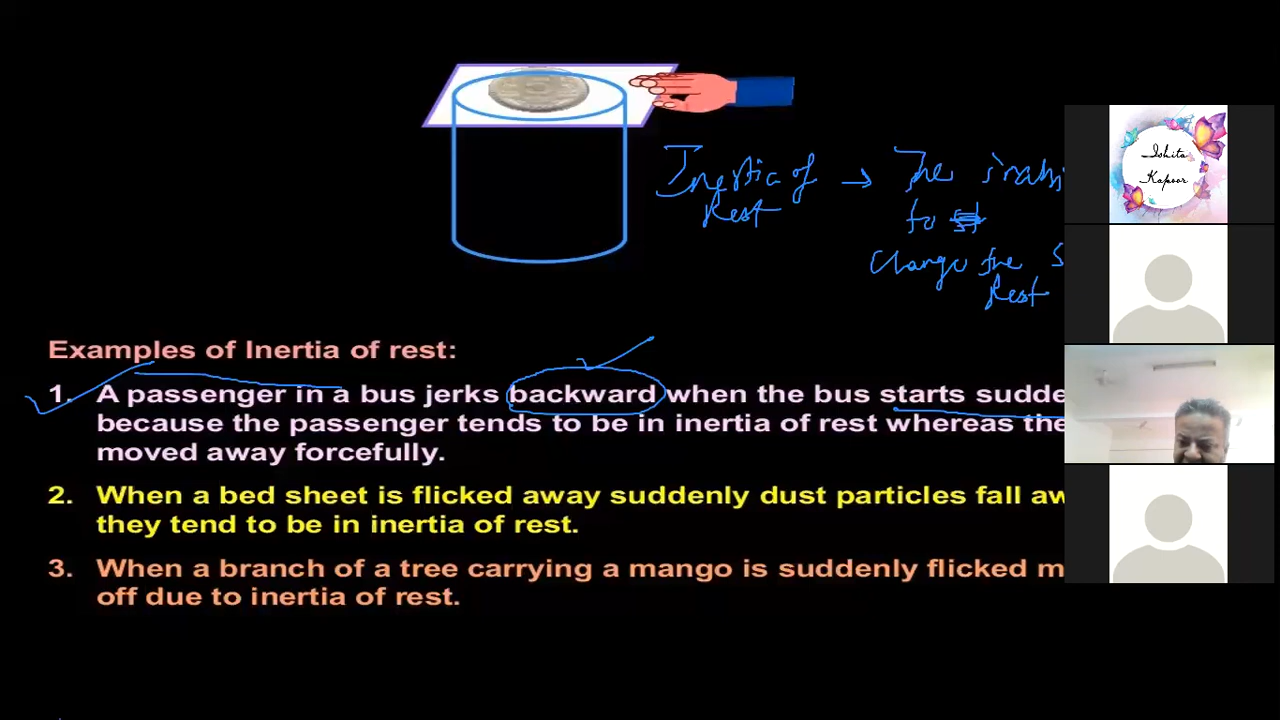 Inertia of → The
Rest
to
Change the S
Rest
Ishita
Kapoor
Examples of Inertia of rest:
1. A passenger in a bus jerks backward when the bus starts sudde
because the passenger tends to be in inertia of rest whereas the
moved away forcefully.
2. When a bed sheet is flicked away suddenly dust particles fall aw
they tend to be in inertia of rest.
3. When a branch of a tree carrying a mango is suddenly flicked m
off due to inertia of rest.